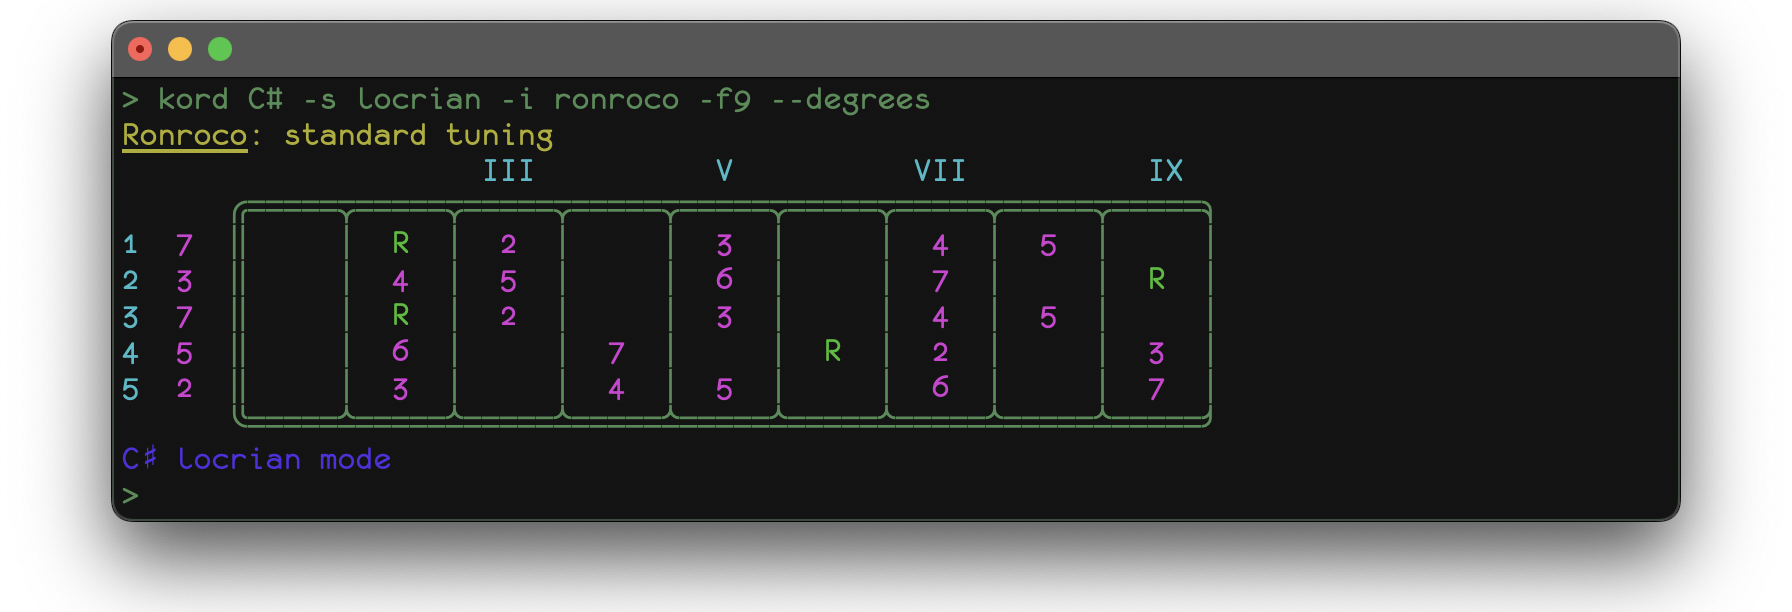 > kord C# -s locrian -i ronroco -f9 --degrees
Ronroco: standard tuning
III V VII IX
1 7 R 2 3 4 5
2 3 4 5 6 7 R
3 7 R 2 3 4 5
4 5 6 7 R 2 3
5 2 3 4 5 6 7
C♯ locrian mode
>